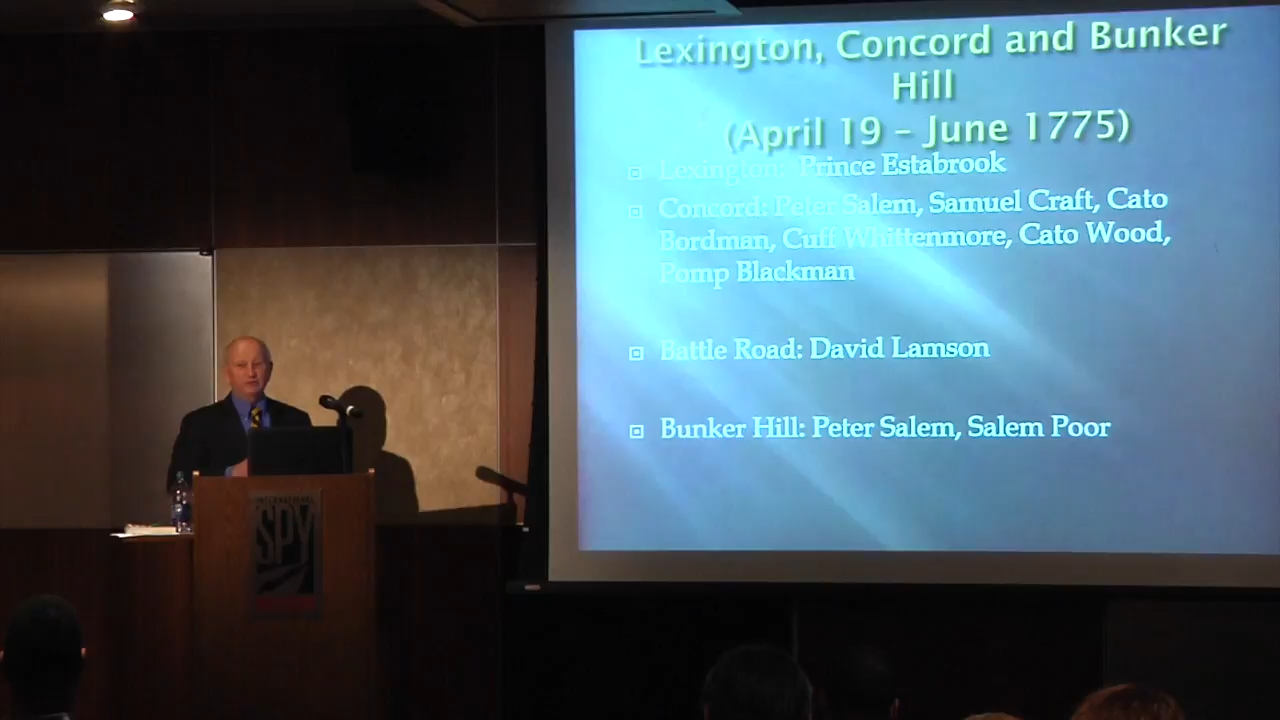 Lexington, Concord and Bunker
Hill
(April 19 – June 1775)
Lexington: Prince Estabrook
Concord: Peter Salem, Samuel Craft, Cato
Bordman, Cuff Whittenmore, Cato Wood,
Pomp Blackman
Battle Road: David Lamson
Bunker Hill: Peter Salem, Salem Poor
INTERNATIONAL
SPY